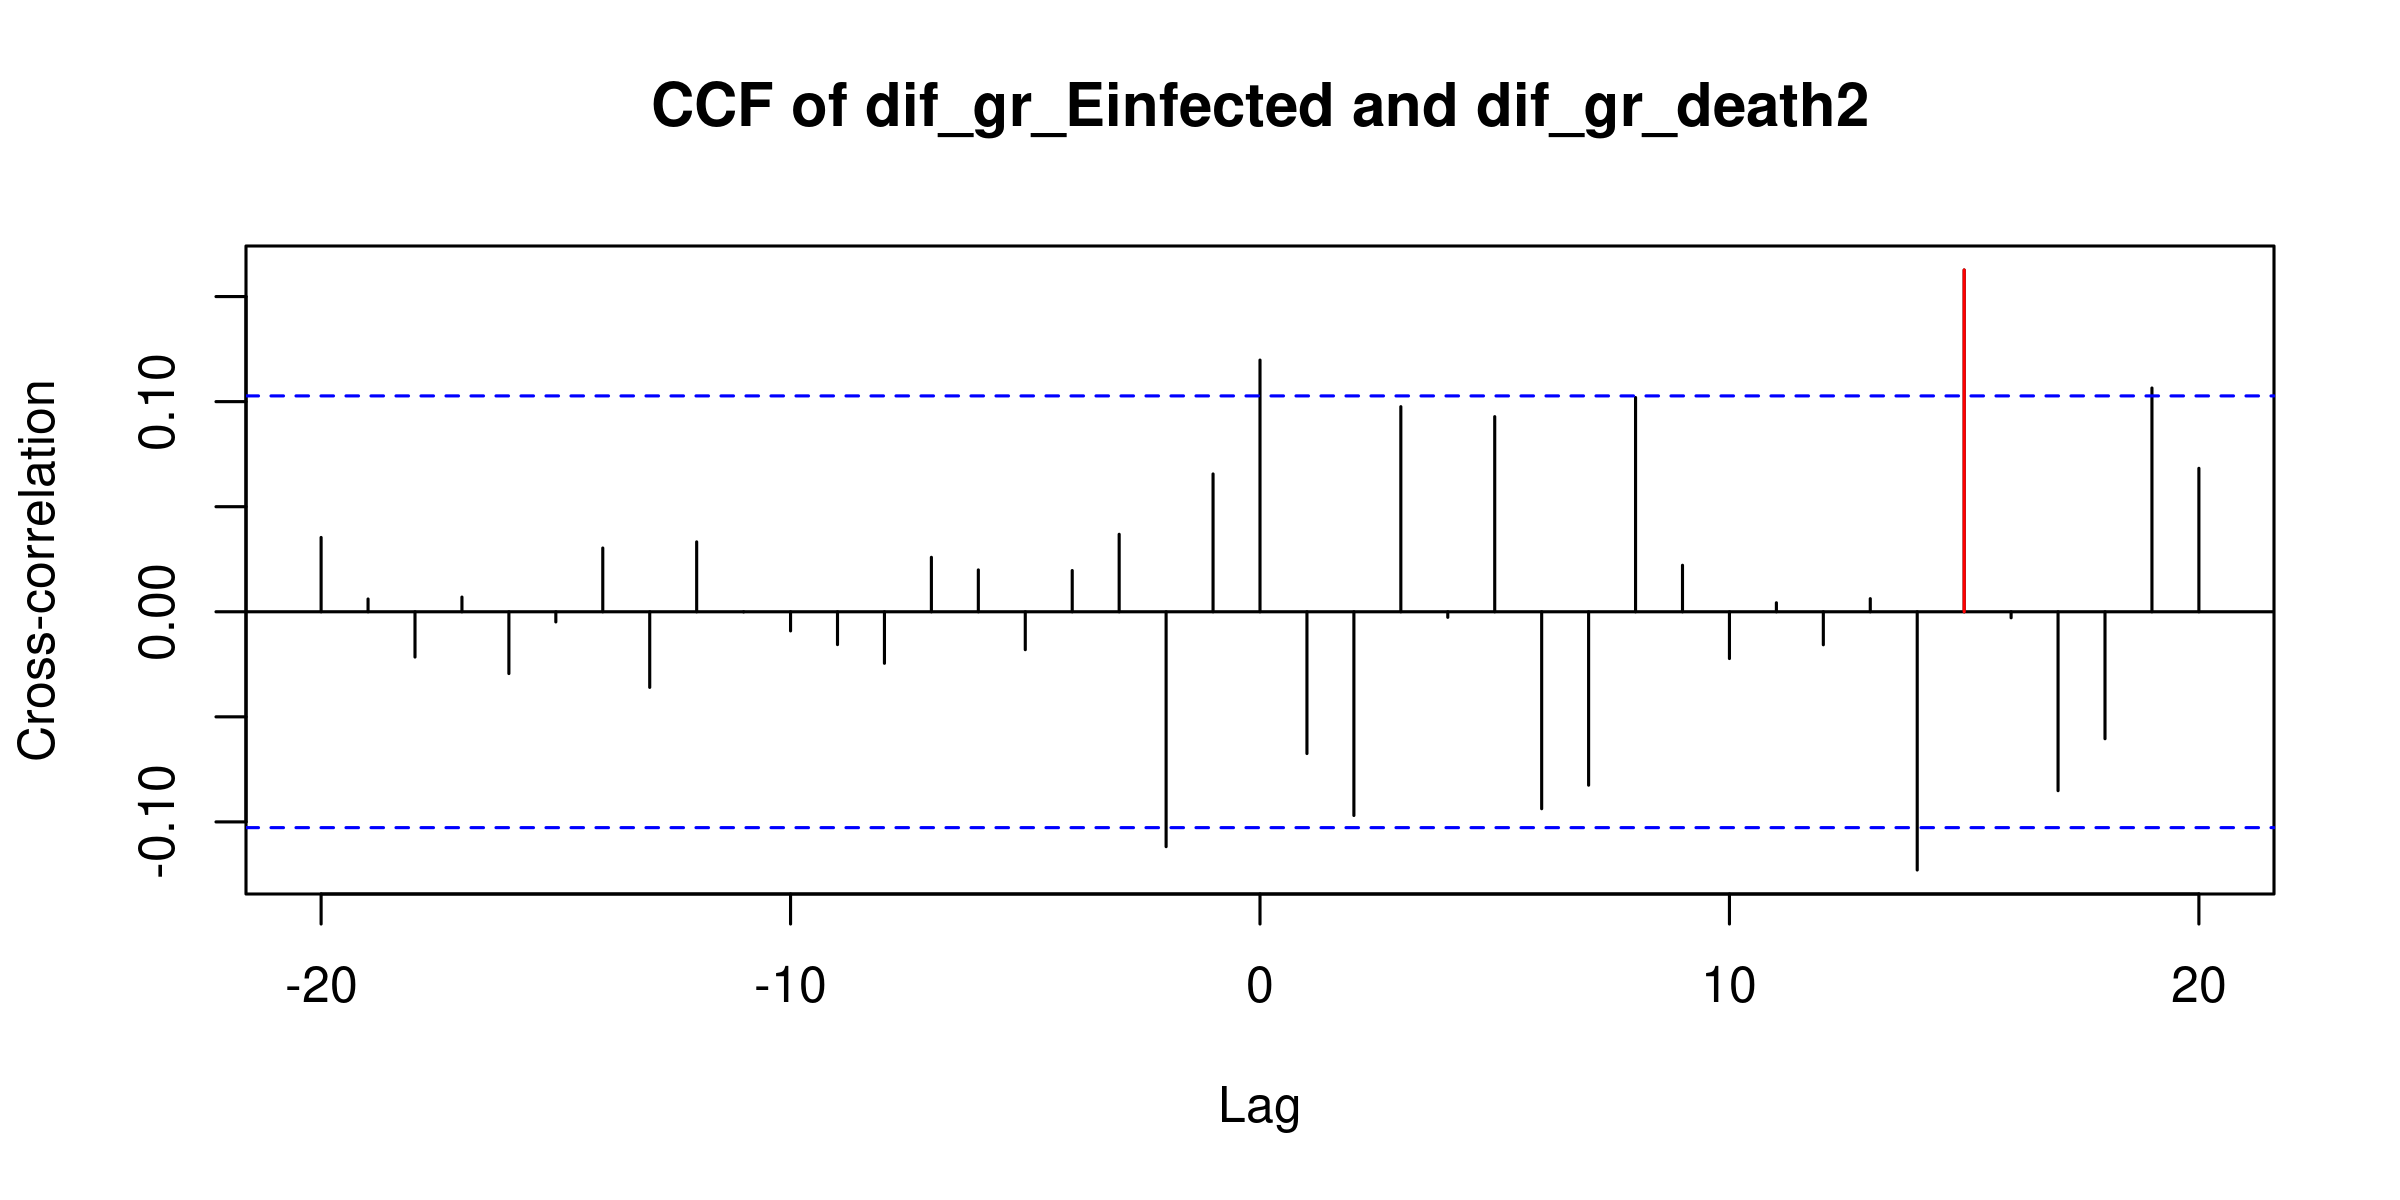 CCF of dif_gr_Einfected and dif_gr_death2
Cross-correlation
0.10
0.00
-0.10
-20 -10 0 10 20
Lag